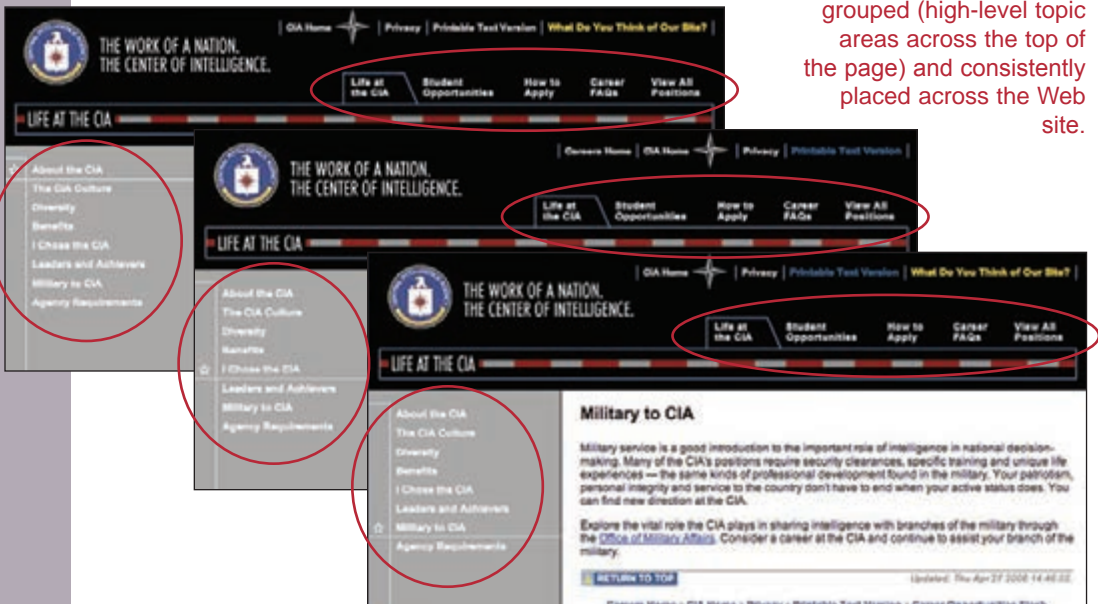 grouped (high-level topic
areas across the top of
the page) and consistently
placed across the Web
site.
CIA Home | Privacy | Printable Text Version | What Do You Think of Our Site? |
THE WORK OF A NATION.
THE CENTER OF INTELLIGENCE.
Life at the CIA Student Opportunities How to Apply Career FAQs View All Positions
LIFE AT THE CIA
About the CIA
The CIA Culture
Diversity
Benefits
I Chose the CIA
Leaders and Achievers
Military to CIA
Agency Requirements
| Careers Home | CIA Home | Privacy | Printable Text Version |
THE WORK OF A NATION.
THE CENTER OF INTELLIGENCE.
Life at the CIA Student Opportunities How to Apply Career FAQs View All Positions
LIFE AT THE CIA
About the CIA
The CIA Culture
Diversity
Benefits
I Chose the CIA
Leaders and Achievers
Military to CIA
Agency Requirements
| CIA Home | Privacy | Printable Text Version | What Do You Think of Our Site? |
THE WORK OF A NATION.
THE CENTER OF INTELLIGENCE.
Life at the CIA Student Opportunities How to Apply Career FAQs View All Positions
LIFE AT THE CIA
About the CIA
The CIA Culture
Diversity
Benefits
I Chose the CIA
Leaders and Achievers
Military to CIA
Agency Requirements
Military to CIA
Military service is a good introduction to the important role of intelligence in national decision-
making. Many of the CIA's positions require security clearances, specific training and unique life
experiences — the same kinds of professional development found in the military. Your patriotism,
personal integrity and service to the country don't have to end when your active status does. You
can find new direction at the CIA.
Explore the vital role the CIA plays in sharing intelligence with branches of the military through
the Office of Military Affairs. Consider a career at the CIA and continue to assist your branch of the
military.
RETURN TO TOP
Updated: Thu Apr 27 2006